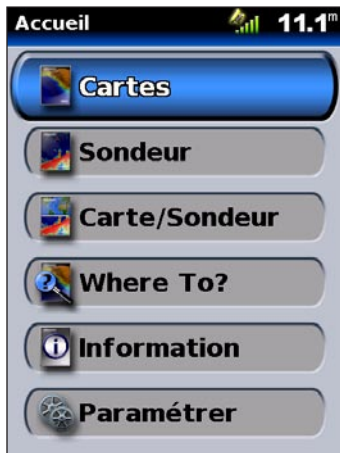 Accueil 11.1m
Cartes
Sondeur
Carte/Sondeur
Where To?
Information
Paramétrer